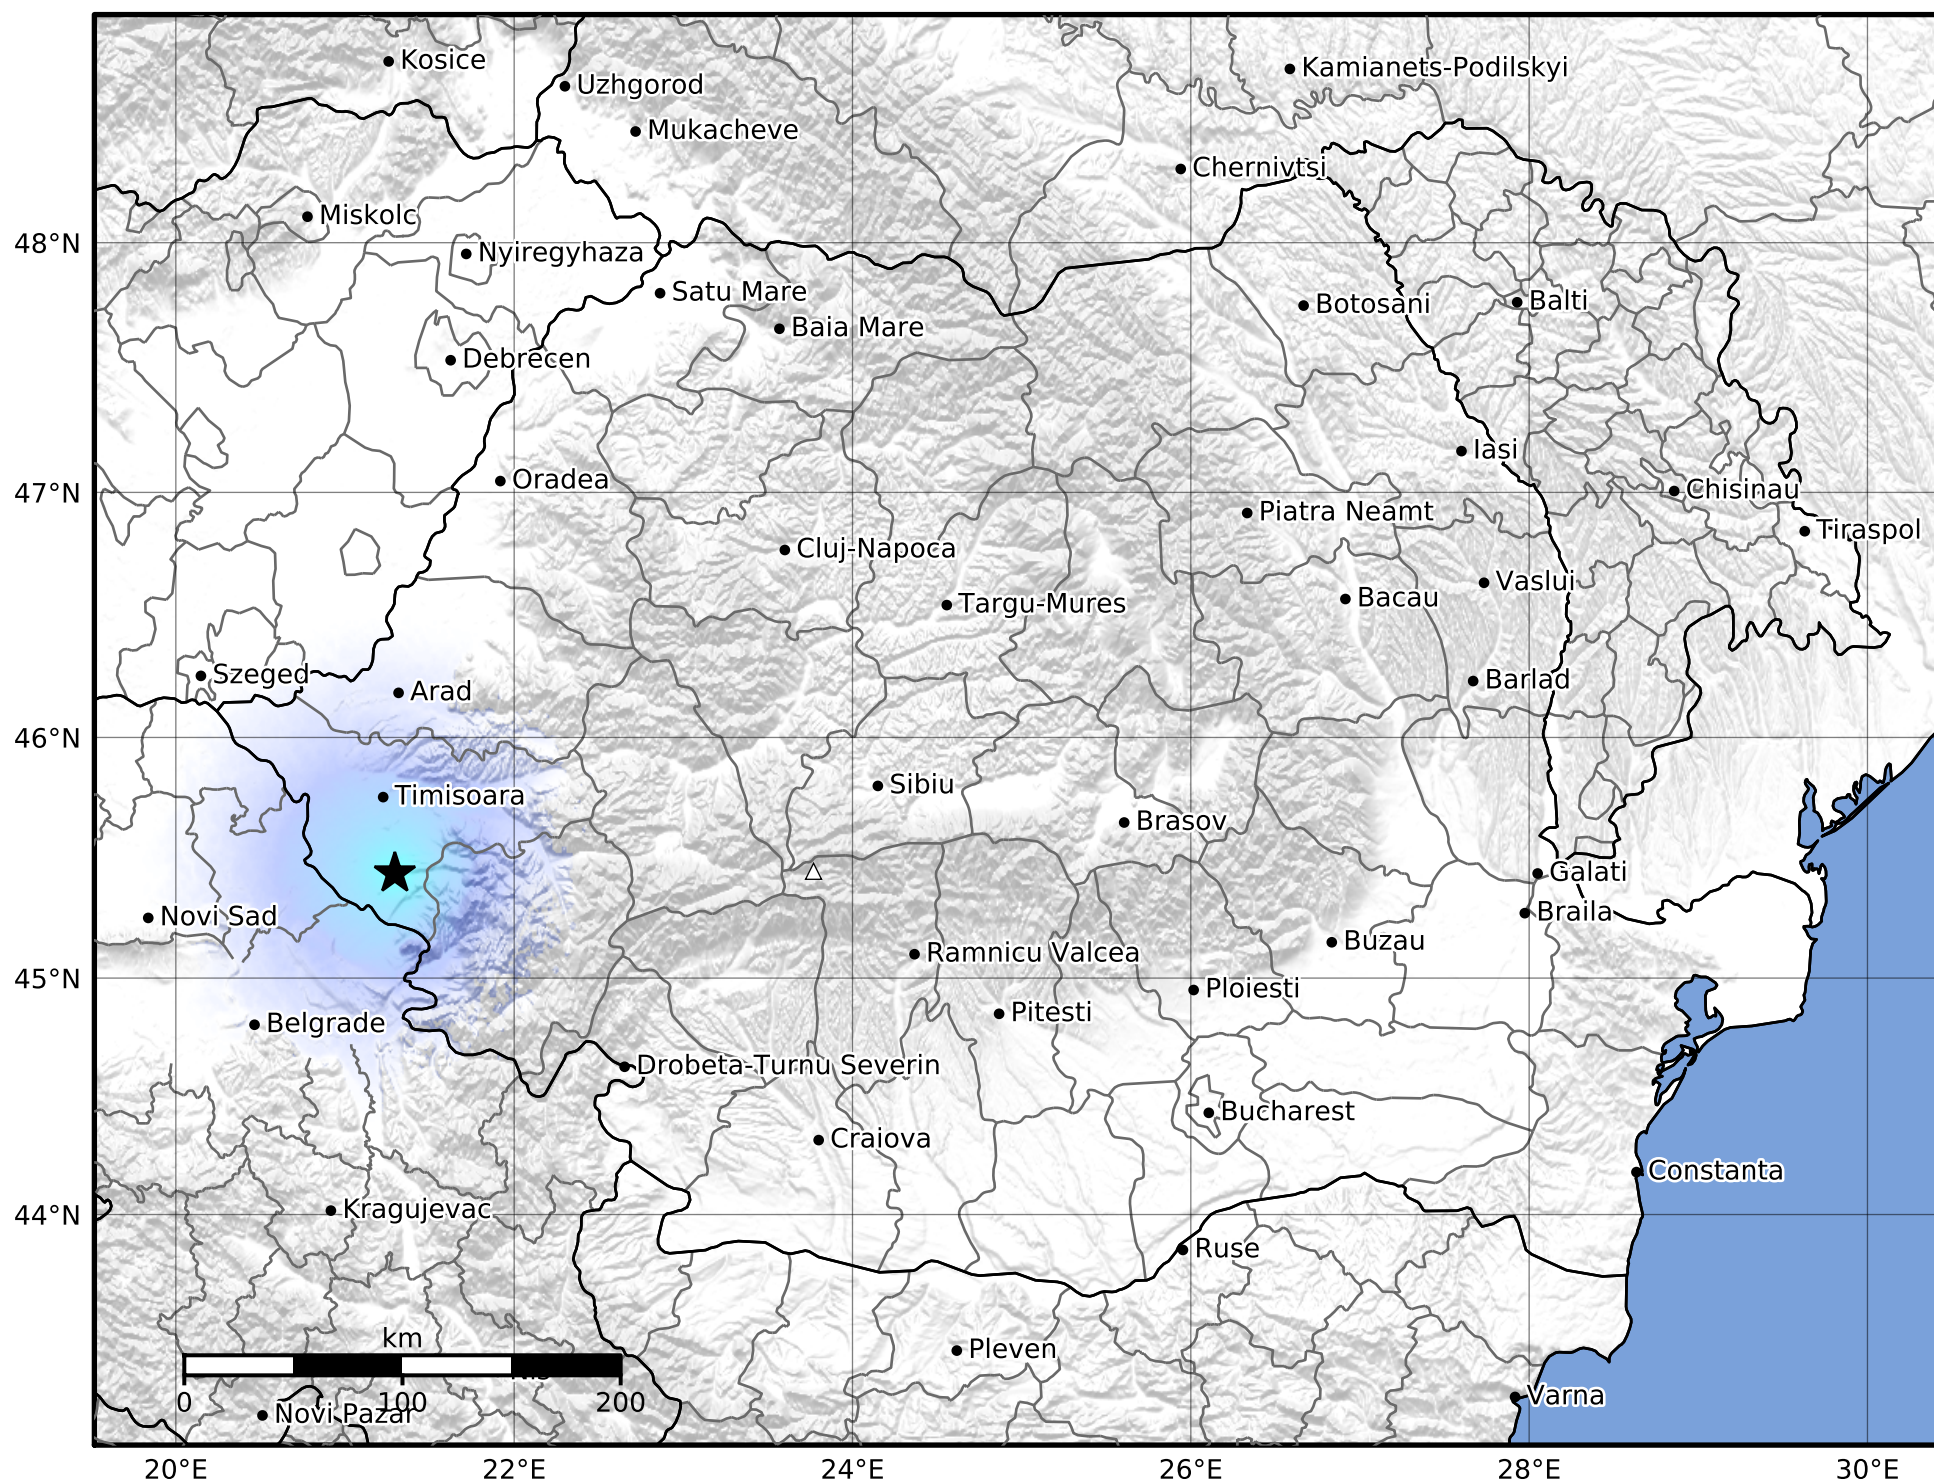 Kosice
Uzhgorod
Kamianets-Podilskyi
Mukacheve
Chernivtsi
Miskolc
48°N
Nyiregyhaza
Satu Mare
Botosani
Balti
Baia Mare
Debrecen
Iasi
Oradea
47°N
Chisinau
Piatra Neamt
Tiraspol
Cluj-Napoca
Vaslui
Bacau
Targu-Mures
Szeged
Arad
Barlad
46°N
Timisoara
Sibiu
Brasov
Galati
Novi Sad
Braila
Buzau
Ramnicu Valcea
45°N
Ploiesti
Pitesti
Belgrade
Drobeta-Turnu Severin
Bucharest
Craiova
Constanta
Kragujevac
44°N
Ruse
km
Pleven
0 100 200
Varna
Novi Pazar
20°E 22°E 24°E 26°E 28°E 30°E